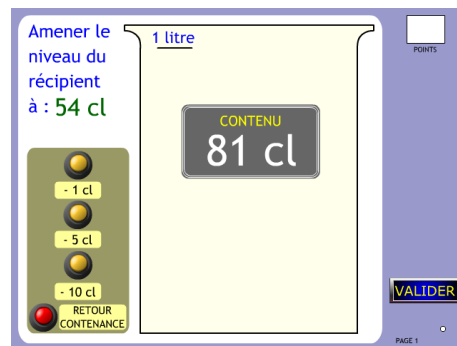 Amener le
niveau du
récipient
à : 54 cl
1 litre
CONTENU
81 cl
- 1 cl
- 5 cl
- 10 cl
RETOUR
CONTENANCE
POINTS
VALIDER
PAGE 1